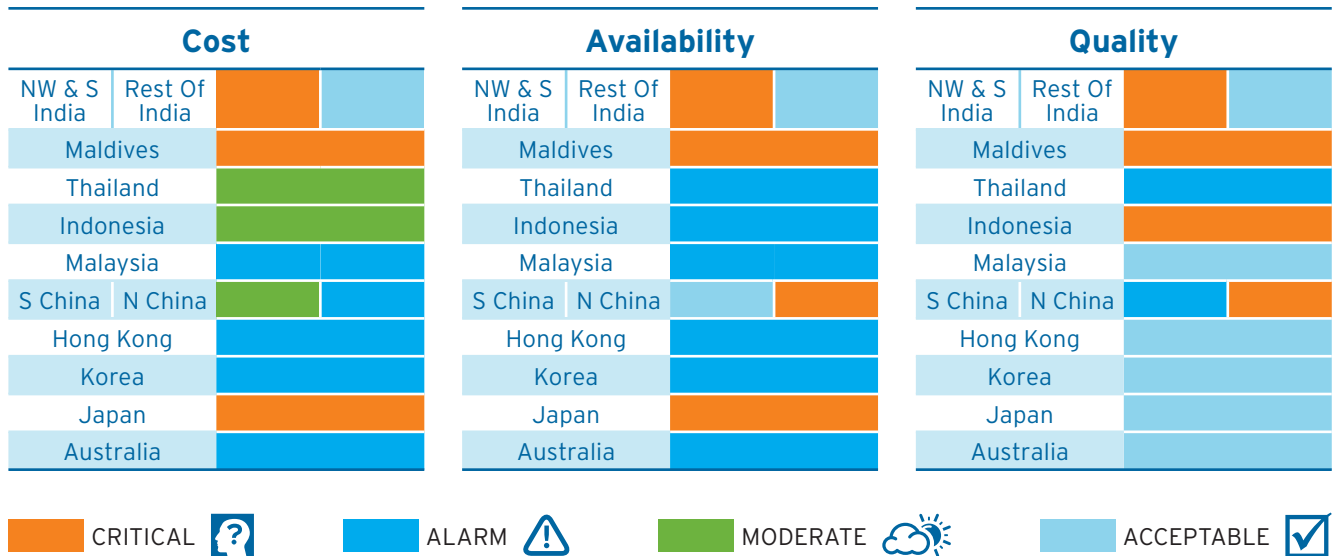 Cost
NW & S
India
Rest Of
India
Maldives
Thailand
Indonesia
Malaysia
S China N China
Hong Kong
Korea
Japan
Australia
Availability
NW & S
India
Rest Of
India
Maldives
Thailand
Indonesia
Malaysia
S China N China
Hong Kong
Korea
Japan
Australia
Quality
NW & S
India
Rest Of
India
Maldives
Thailand
Indonesia
Malaysia
S China N China
Hong Kong
Korea
Japan
Australia
CRITICAL ? ALARM ! MODERATE ACCEPTABLE